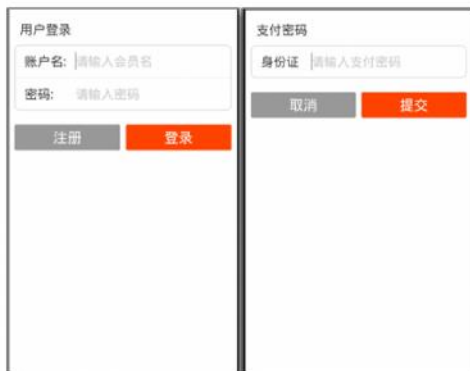 用户登录
账户名: 请输入会员名
密码: 请输入密码
注册 登录
支付密码
身份证 请输入支付密码
取消 提交